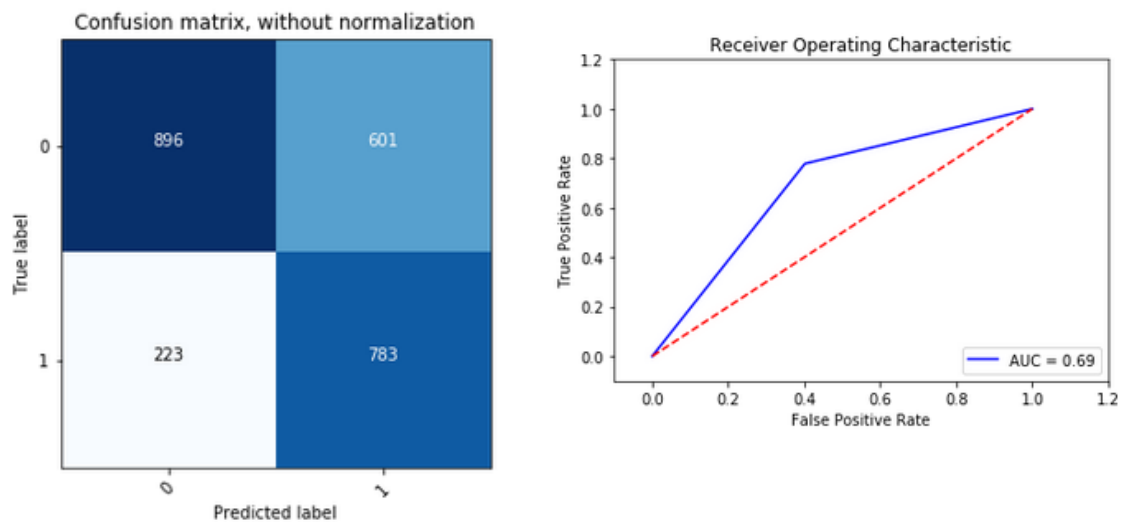 Confusion matrix, without normalization
True label
0
896 601
1
223 783
0 1
Predicted label
Receiver Operating Characteristic
True Positive Rate
1.2
1.0
0.8
0.6
0.4
0.2
0.0
AUC = 0.69
0.0 0.2 0.4 0.6 0.8 1.0 1.2
False Positive Rate